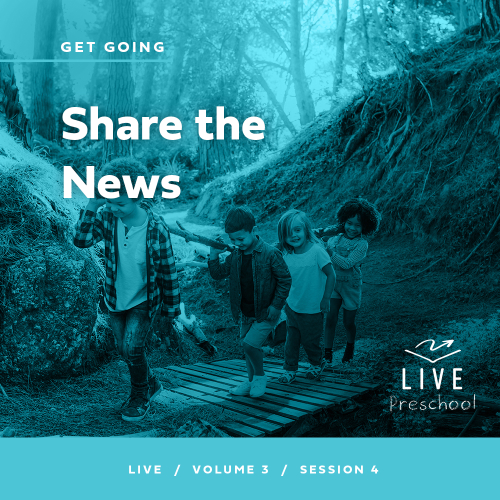 GET GOING
Share the
News
LIVE
Preschool
LIVE / VOLUME 3 / SESSION 4